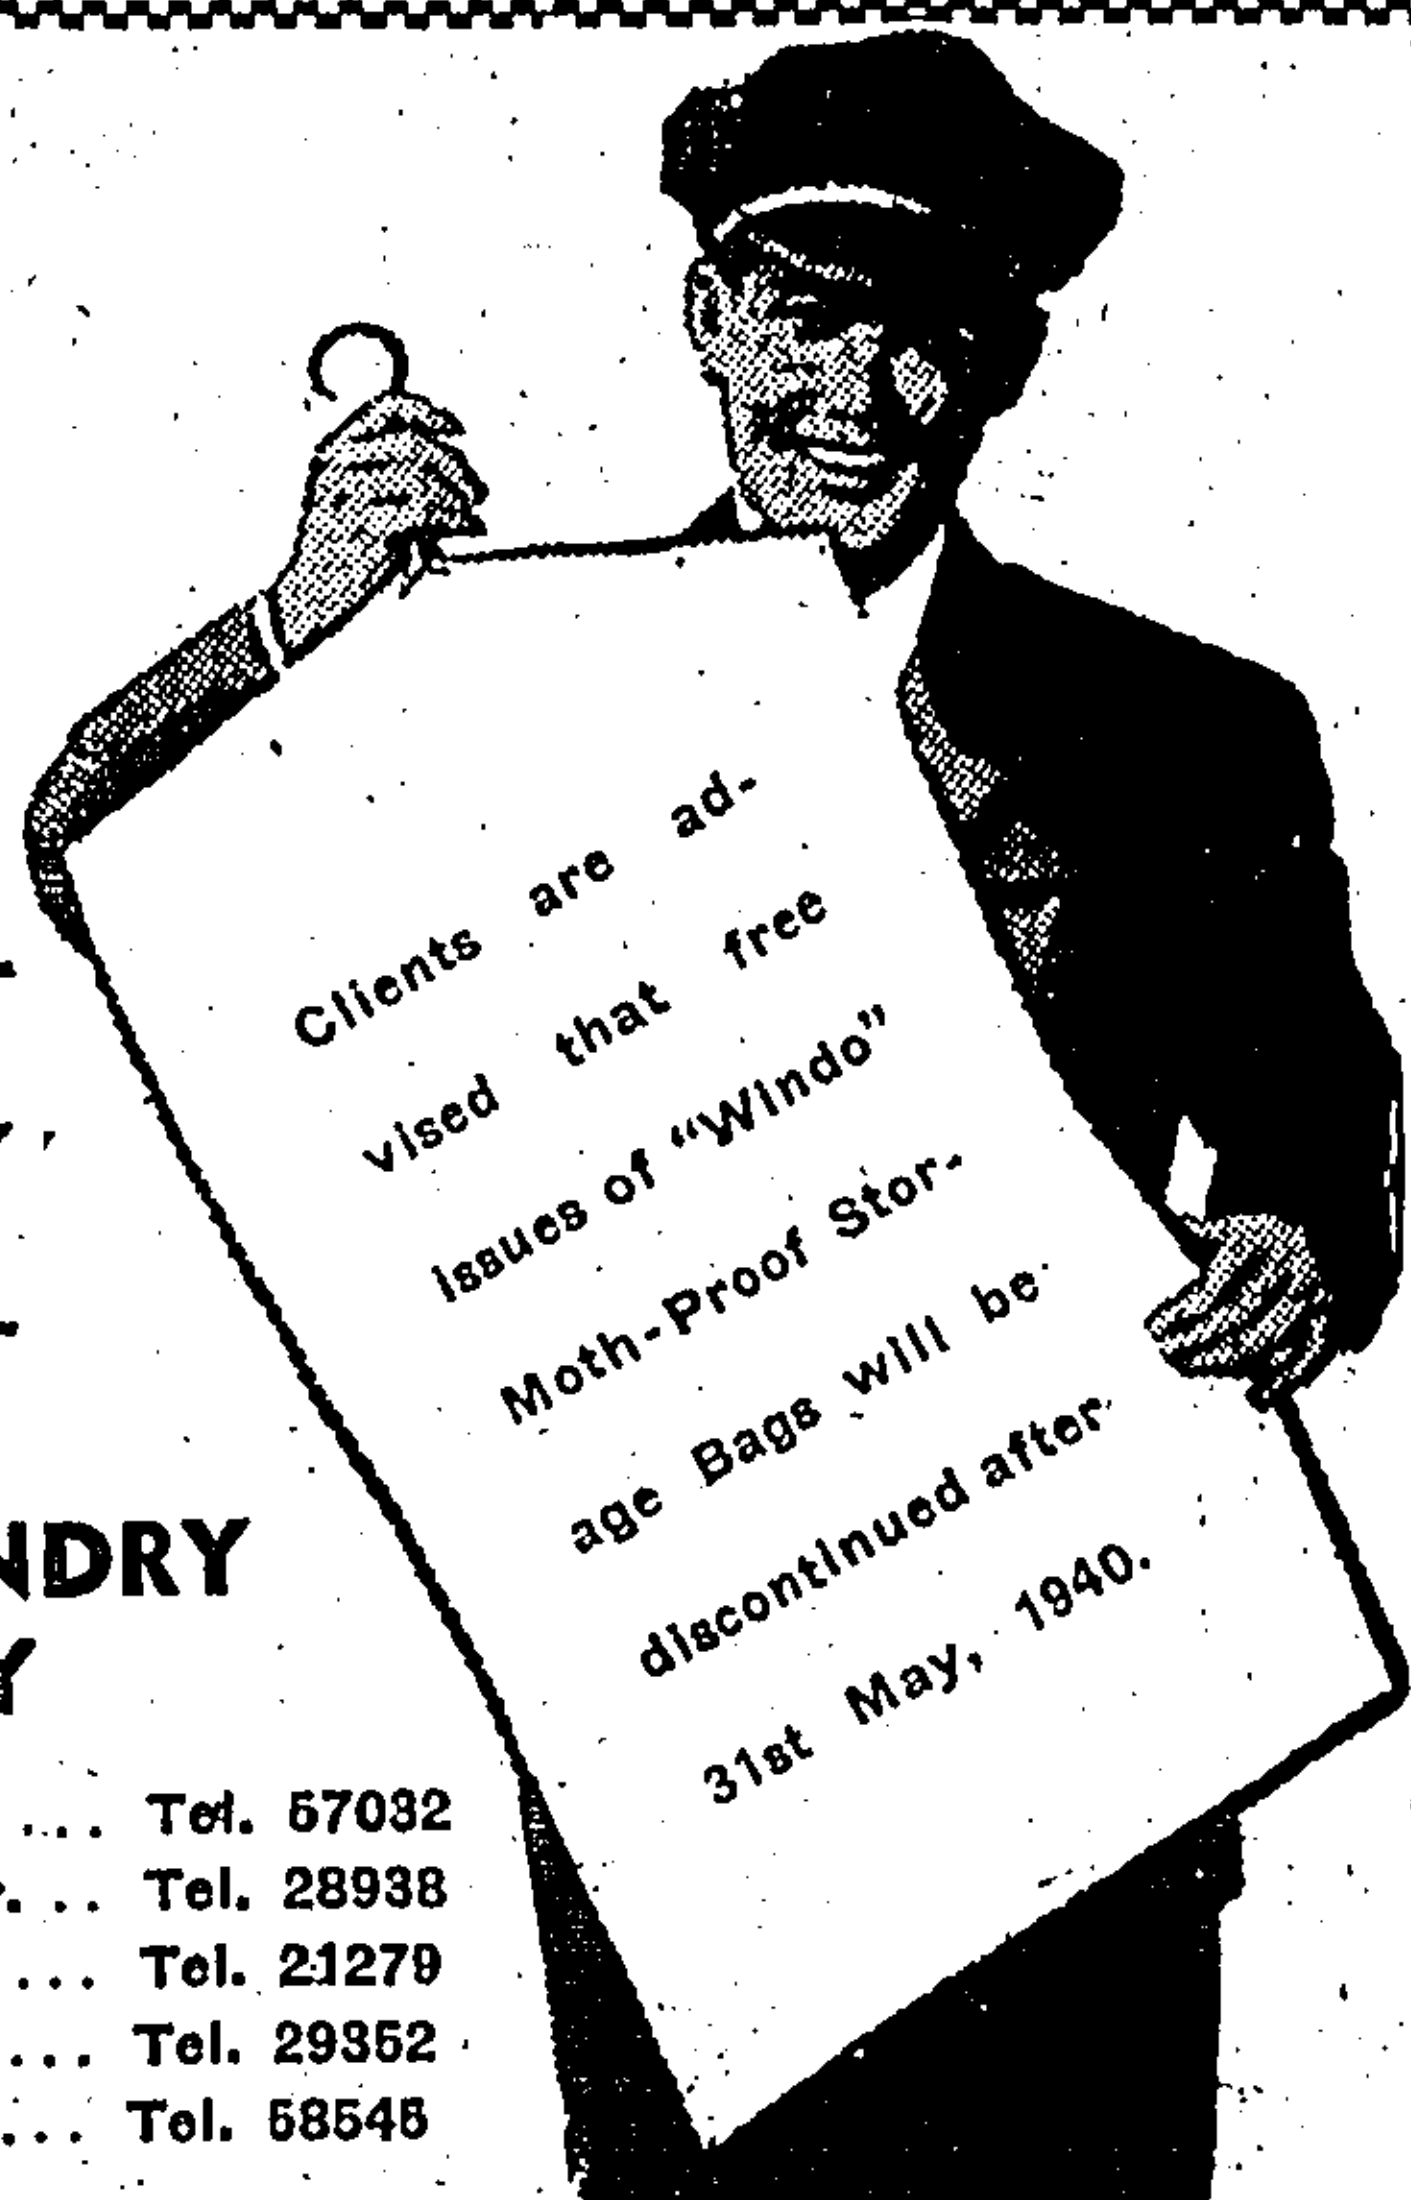 Clients are ad-
vised that free
issues of "Windo"
Moth-Proof Stor-
age Bags will be
discontinued after
31st May, 1940.
NDRY
Y
... Tel. 57032
... Tel. 28938
... Tel. 21279
... Tel. 29352
... Tel. 58545